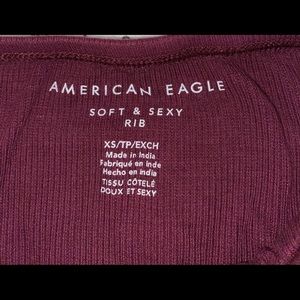 AMERICAN EAGLE
SOFT & SEXY
RIB
XS/TP/EXCH
Made in India
Fabriqué en Inde
Hecho en India
TISSU CÔTELÉ
DOUX ET SEXY